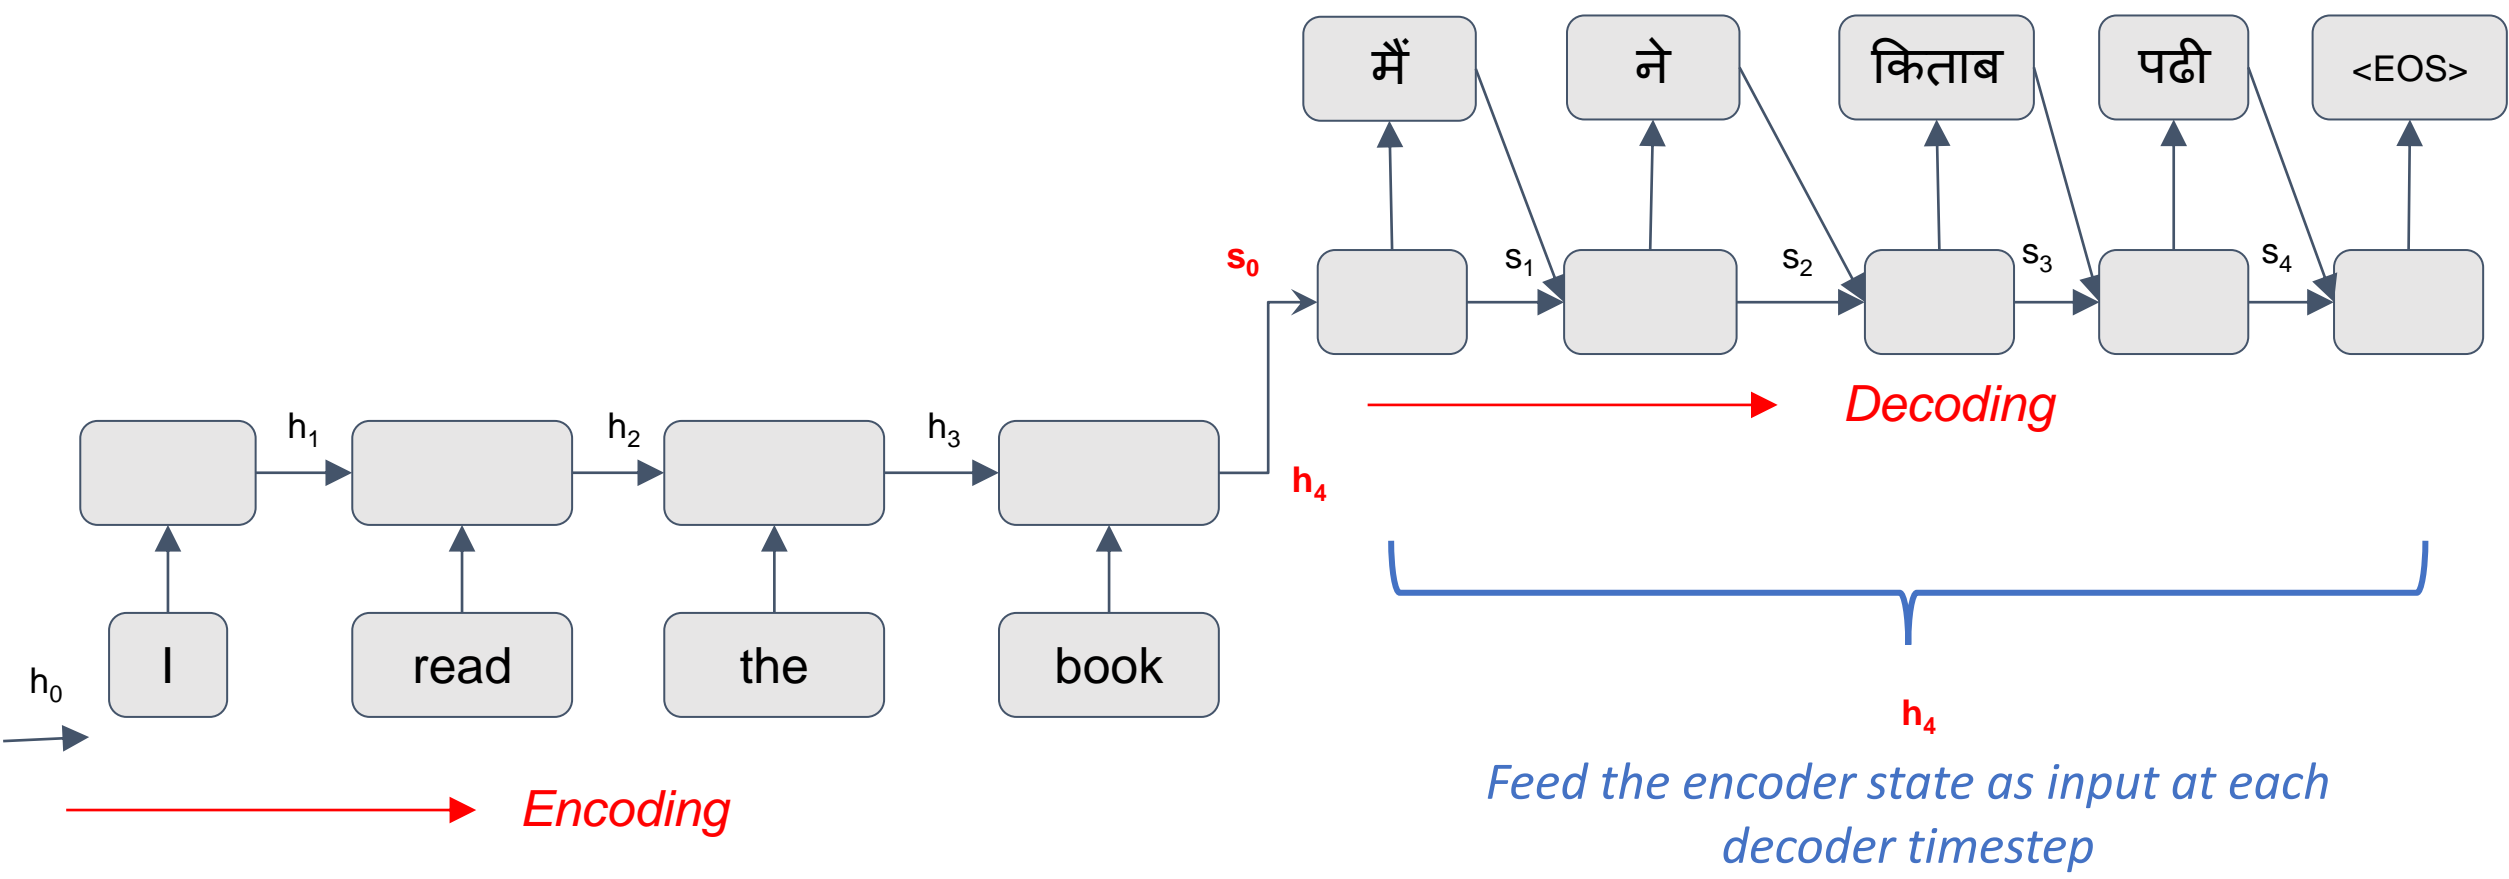 मैं ने किताब पढी <EOS>
s0 s1 s2 s3 s4
Decoding
h1 h2 h3 h4
I read the book
h0
h4
Encoding
Feed the encoder state as input at each
decoder timestep